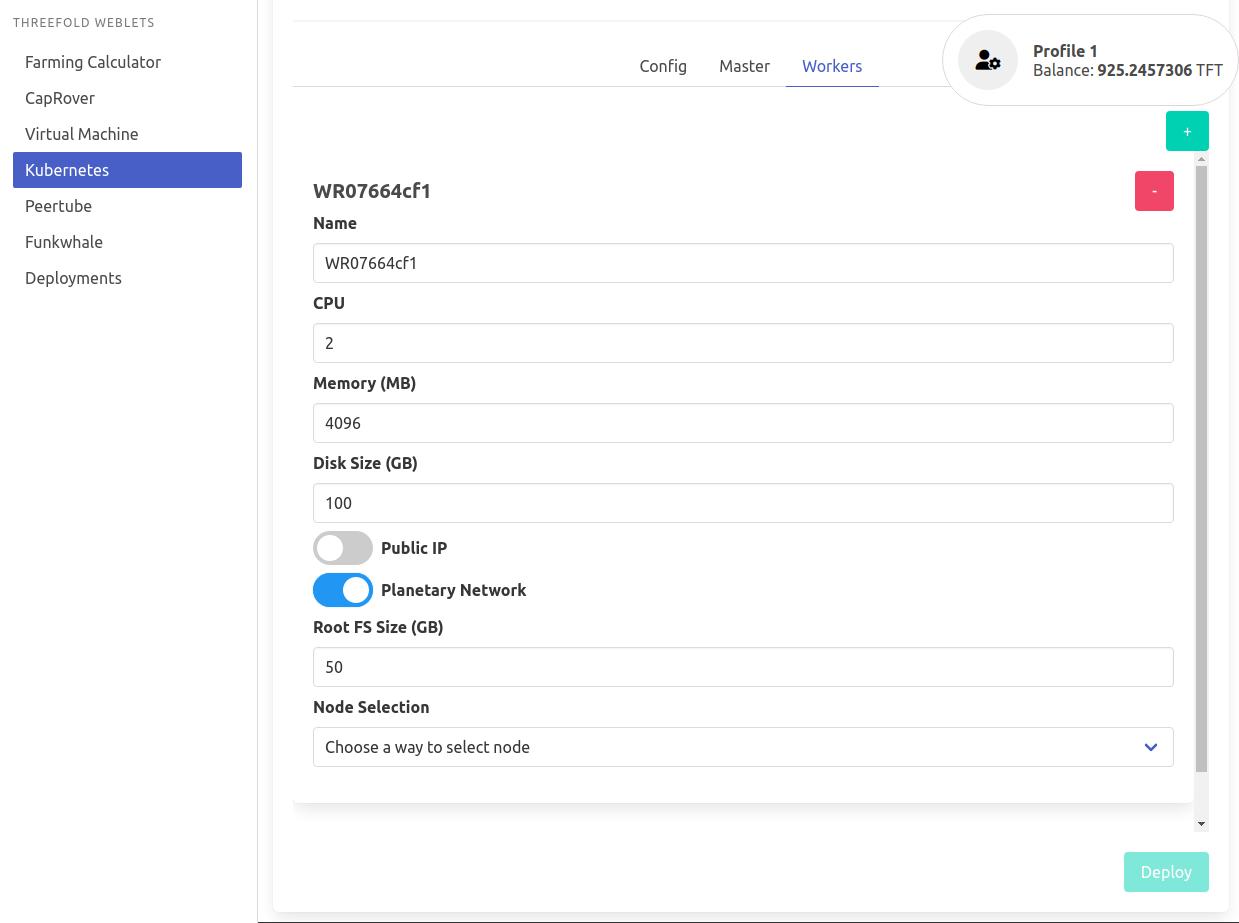 THREEFOLD WEBLETS
Farming Calculator
CapRover
Virtual Machine
Kubernetes
Peertube
Funkwhale
Deployments
Config Master Workers
Profile 1
Balance: 925.2457306 TFT
+
WR07664cf1
-
Name
WR07664cf1
CPU
2
Memory (MB)
4096
Disk Size (GB)
100
Public IP
Planetary Network
Root FS Size (GB)
50
Node Selection
Choose a way to select node
Deploy